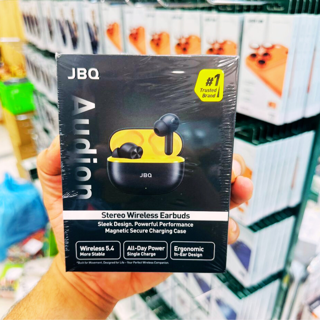 JBQ
#1
Trusted
Brand
Audion
JBQ
Stereo Wireless Earbuds
Sleek Design. Powerful Performance
Magnetic Secure Charging Case
Wireless 5.4
More Stable
All-Day Power
Single Charge
Ergonomic
In-Ear Design